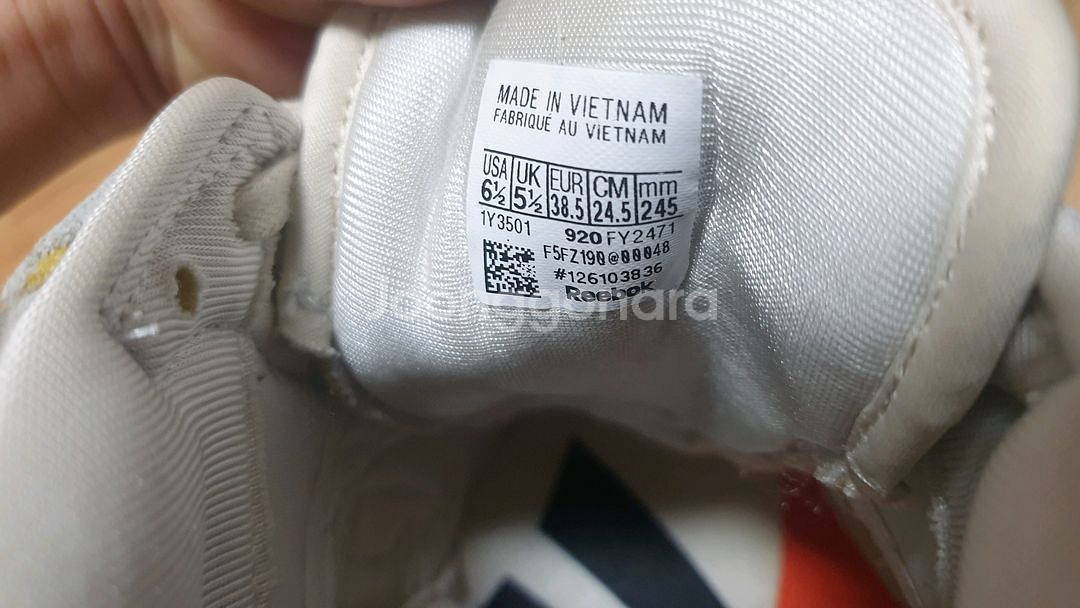 MADE IN VIETNAM
FABRIQUÉ AU VIETNAM
USA UK EUR CM mm
6½ 5½ 38.5 24.5 245
1Y3501 920 FY2471
F5FZ190@00048
#126103836
Reebok